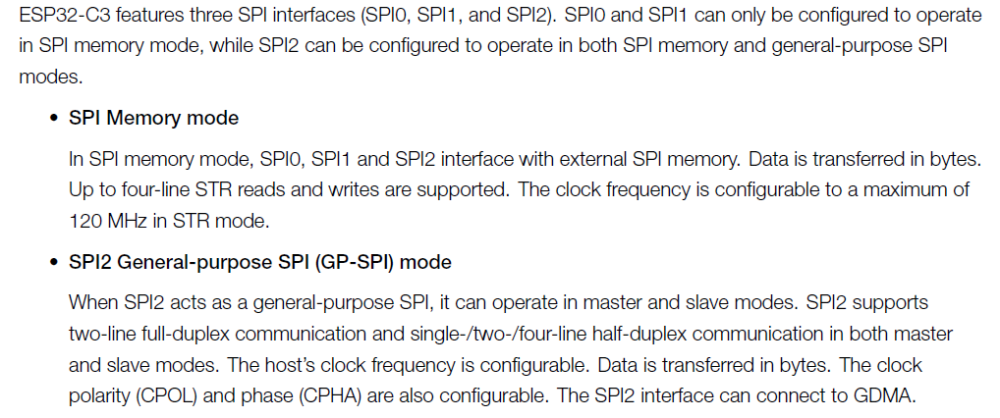 ESP32-C3 features three SPI interfaces (SPI0, SPI1, and SPI2). SPI0 and SPI1 can only be configured to operate
in SPI memory mode, while SPI2 can be configured to operate in both SPI memory and general-purpose SPI
modes.
• SPI Memory mode
In SPI memory mode, SPI0, SPI1 and SPI2 interface with external SPI memory. Data is transferred in bytes.
Up to four-line STR reads and writes are supported. The clock frequency is configurable to a maximum of
120 MHz in STR mode.
• SPI2 General-purpose SPI (GP-SPI) mode
When SPI2 acts as a general-purpose SPI, it can operate in master and slave modes. SPI2 supports
two-line full-duplex communication and single-/two-/four-line half-duplex communication in both master
and slave modes. The host's clock frequency is configurable. Data is transferred in bytes. The clock
polarity (CPOL) and phase (CPHA) are also configurable. The SPI2 interface can connect to GDMA.